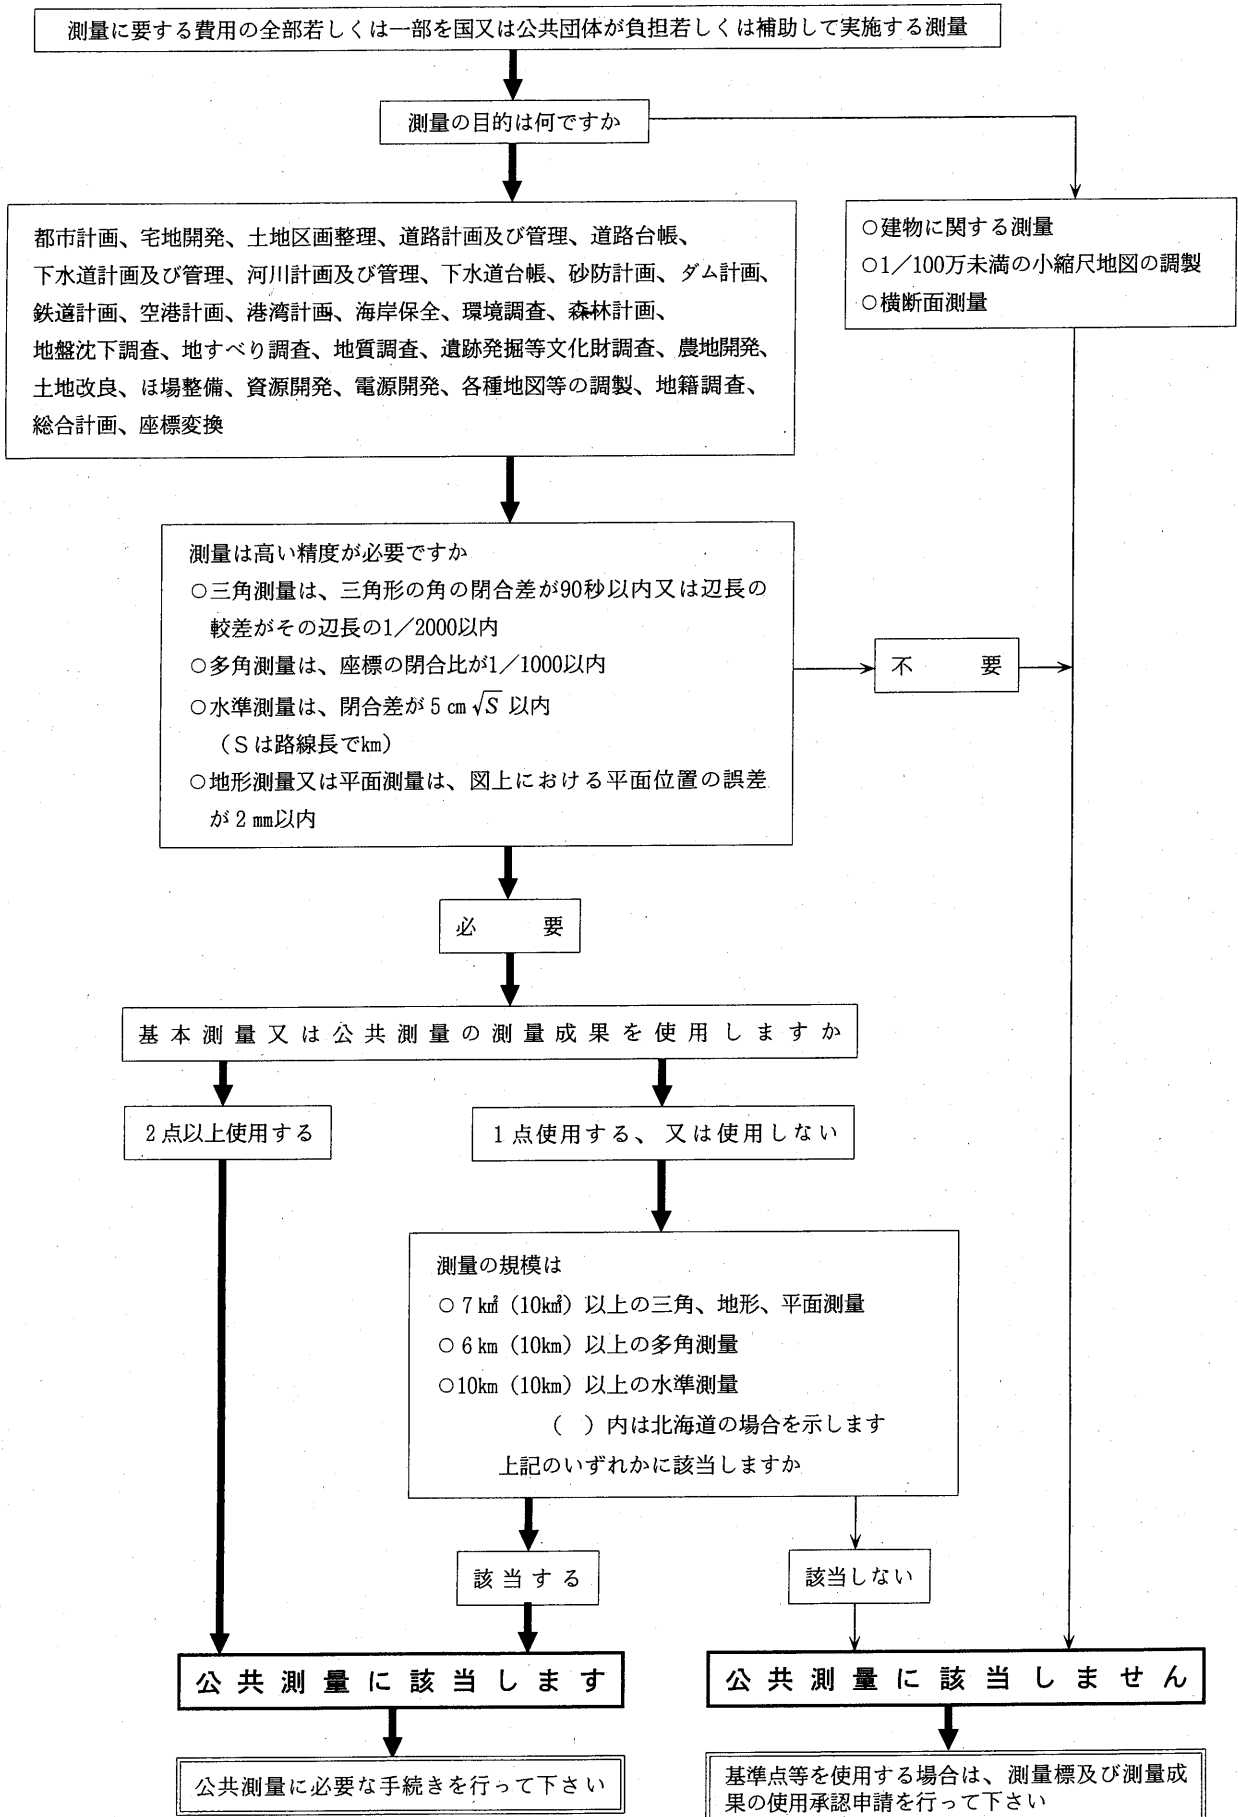 測量に要する費用の全部若しくは一部を国又は公共団体が負担若しくは補助して実施する測量
測量の目的は何ですか
都市計画、宅地開発、土地区画整理、道路計画及び管理、道路台帳、
下水道計画及び管理、河川計画及び管理、下水道台帳、砂防計画、ダム計画、
鉄道計画、空港計画、港湾計画、海岸保全、環境調査、森林計画、
地盤沈下調査、地すべり調査、地質調査、遺跡発掘等文化財調査、農地開発、
土地改良、ほ場整備、資源開発、電源開発、各種地図等の調製、地籍調査、
総合計画、座標変換
○建物に関する測量
○1/100万未満の小縮尺地図の調製
○横断面測量
測量は高い精度が必要ですか
○三角測量は、三角形の角の閉合差が90秒以内又は辺長の
較差がその辺長の1/2000以内
○多角測量は、座標の閉合比が1/1000以内
○水準測量は、閉合差が5㎝√S 以内
（Sは路線長で㎞）
○地形測量又は平面測量は、図上における平面位置の誤差
が2㎜以内
不　要
必　要
基本測量又は公共測量の測量成果を使用しますか
2点以上使用する
1点使用する、又は使用しない
測量の規模は
○7㎢（10㎢）以上の三角、地形、平面測量
○6㎞（10㎞）以上の多角測量
○10㎞（10㎞）以上の水準測量
（　）内は北海道の場合を示します
上記のいずれかに該当しますか
該当する
該当しない
公共測量に該当します
公共測量に該当しません
公共測量に必要な手続きを行って下さい
基準点等を使用する場合は、測量標及び測量成
果の使用承認申請を行って下さい